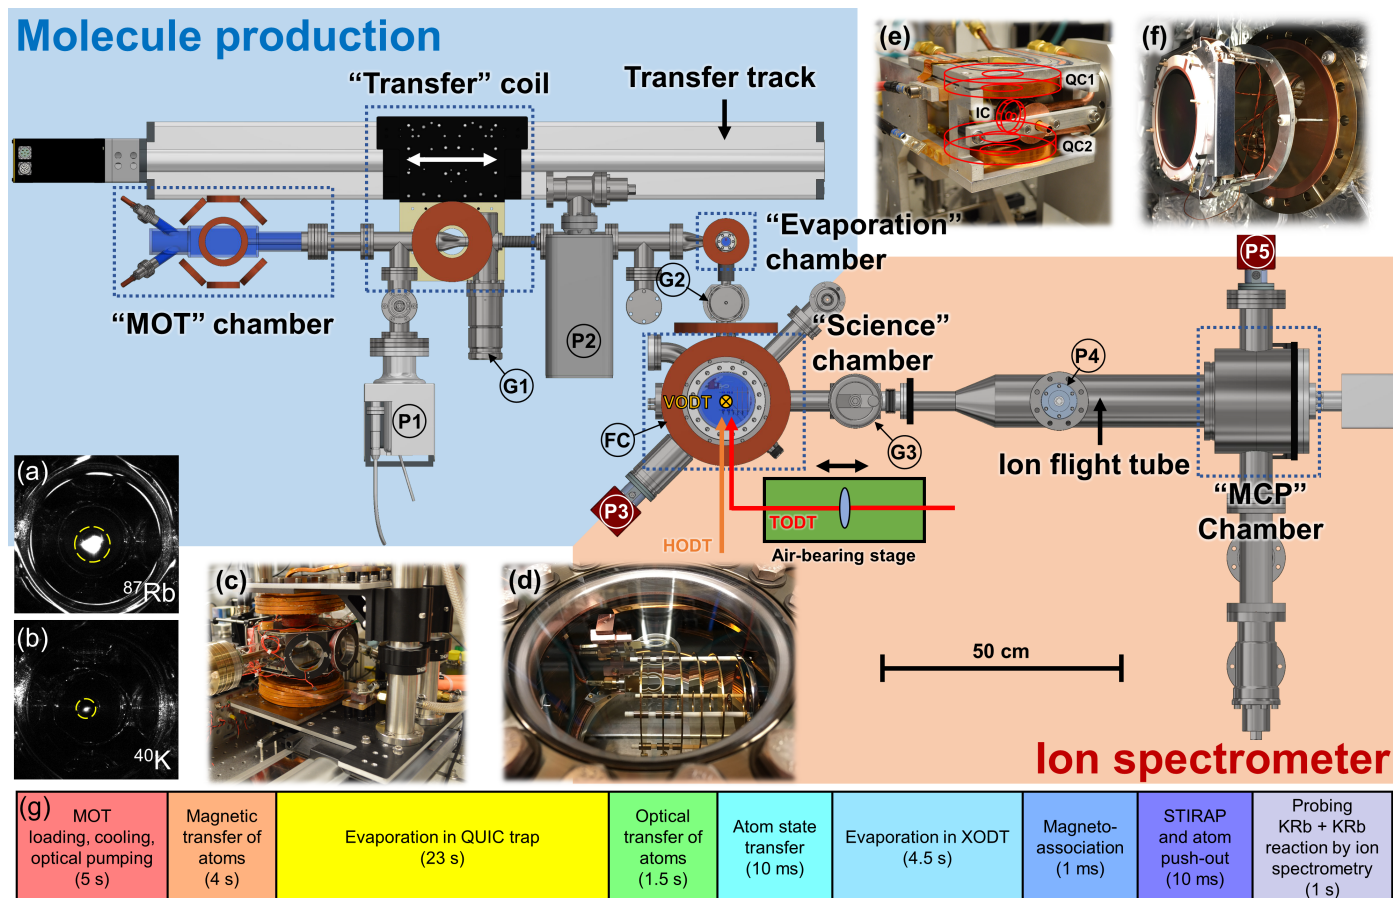 Molecule production
“Transfer” coil
Transfer track
“Evaporation”
chamber
“MOT” chamber
G2
G1
P2
P1
“Science”
chamber
VODT
FC
P3
G3
P4
P5
Ion flight tube
“MCP”
Chamber
TODT
HODT
Air-bearing stage
50 cm
Ion spectrometer
(a)
87Rb
(b)
40K
(c)
(d)
(e)
QC1
IC
QC2
(f)
(g)
MOT
loading, cooling,
optical pumping
(5 s)
Magnetic
transfer of
atoms
(4 s)
Evaporation in QUIC trap
(23 s)
Optical
transfer of
atoms
(1.5 s)
Atom state
transfer
(10 ms)
Evaporation in XODT
(4.5 s)
Magneto-
association
(1 ms)
STIRAP
and atom
push-out
(10 ms)
Probing
KRb + KRb
reaction by ion
spectrometry
(1 s)